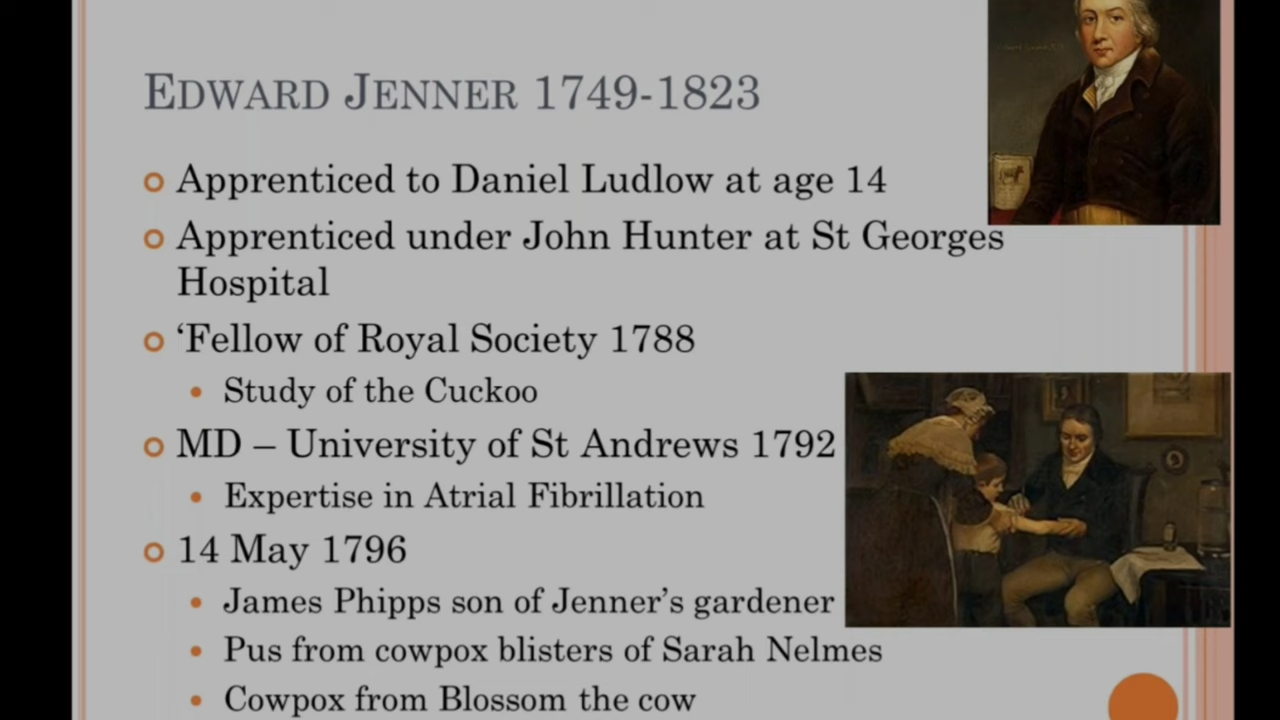 EDWARD JENNER 1749-1823
Apprenticed to Daniel Ludlow at age 14
Apprenticed under John Hunter at St Georges
Hospital
‘Fellow of Royal Society 1788
Study of the Cuckoo
MD – University of St Andrews 1792
Expertise in Atrial Fibrillation
14 May 1796
James Phipps son of Jenner’s gardener
Pus from cowpox blisters of Sarah Nelmes
Cowpox from Blossom the cow